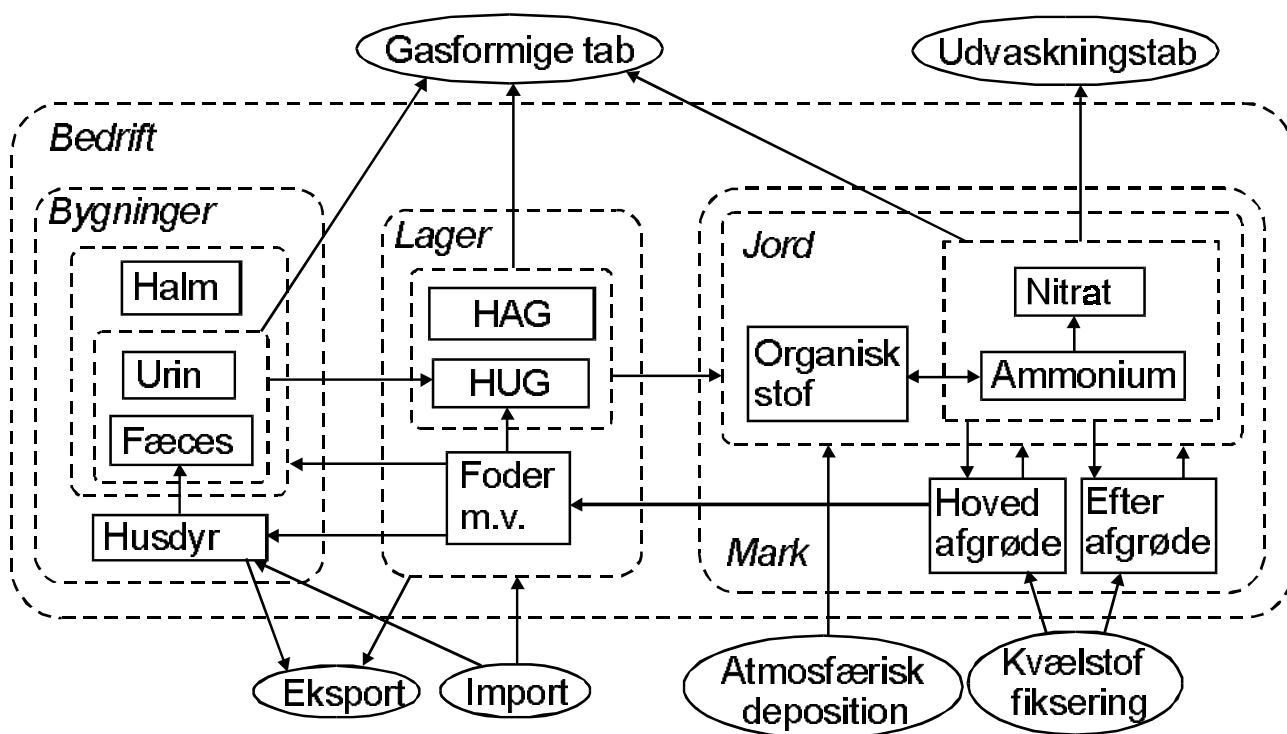 Gasformige tab
Udvaskningstab
Bedrift
Bygninger
Halm
Urin
Fæces
Husdyr
Lager
HAG
HUG
Foder
m.v.
Jord
Nitrat
Organisk
stof
Ammonium
Mark
Hoved
afgrøde
Efter
afgrøde
Eksport
Import
Atmosfærisk
deposition
Kvælstof
fiksering